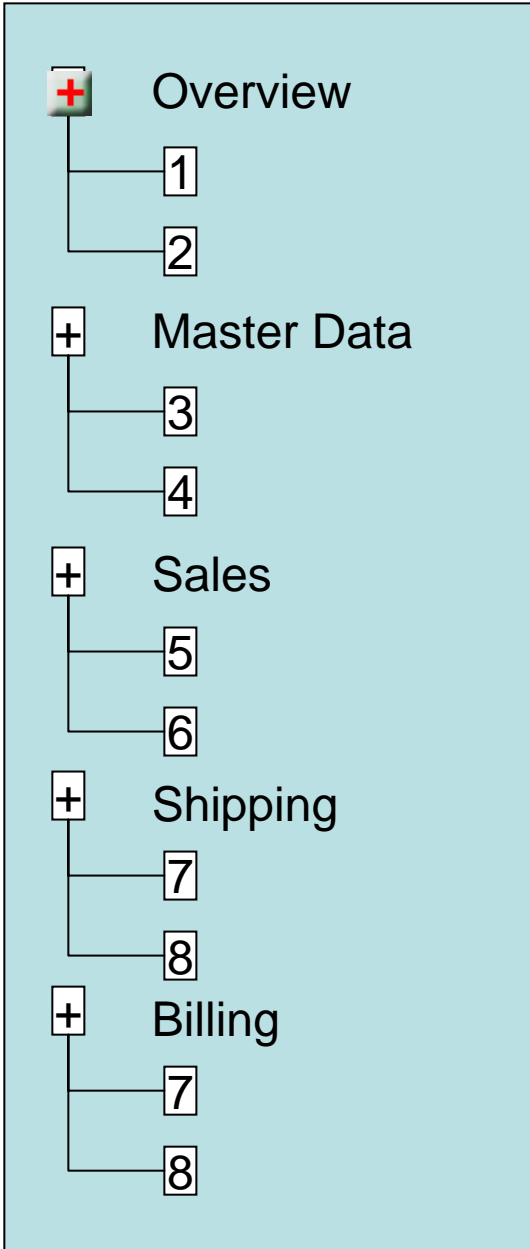 + Overview
1
2
+ Master Data
3
4
+ Sales
5
6
+ Shipping
7
8
+ Billing
7
8